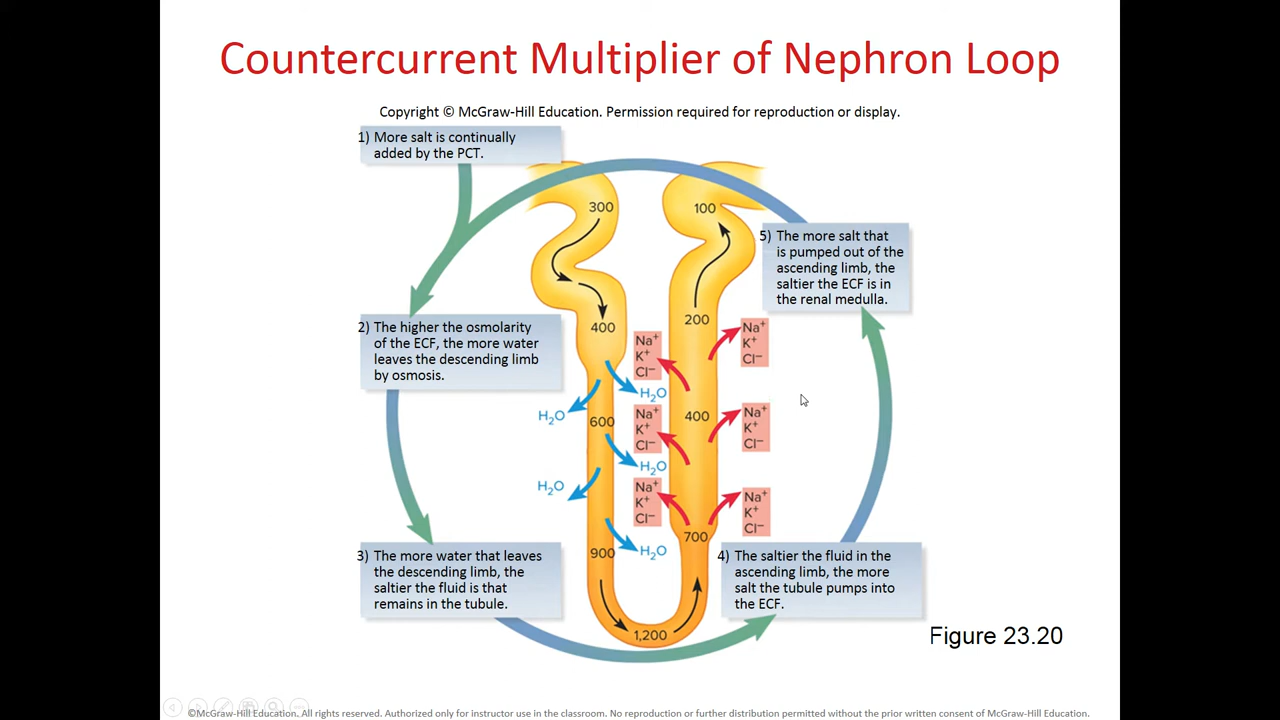 Countercurrent Multiplier of Nephron Loop
Copyright © McGraw-Hill Education. Permission required for reproduction or display.
1) More salt is continually
added by the PCT.
300
100
5) The more salt that
is pumped out of the
ascending limb, the
saltier the ECF is in
the renal medulla.
2) The higher the osmolarity
of the ECF, the more water
leaves the descending limb
by osmosis.
400
200
Na⁺
K⁺
Cl⁻
Na⁺
K⁺
Cl⁻
H₂O
H₂O
600
400
Na⁺
K⁺
Cl⁻
Na⁺
K⁺
Cl⁻
H₂O
H₂O
Na⁺
K⁺
Cl⁻
Na⁺
K⁺
Cl⁻
700
900
H₂O
3) The more water that leaves
the descending limb, the
saltier the fluid is that
remains in the tubule.
4) The saltier the fluid in the
ascending limb, the more
salt the tubule pumps into
the ECF.
1,200
Figure 23.20
©McGraw-Hill Education. All rights reserved. Authorized only for instructor use in the classroom. No reproduction or further distribution permitted without the prior written consent of McGraw-Hill Education.